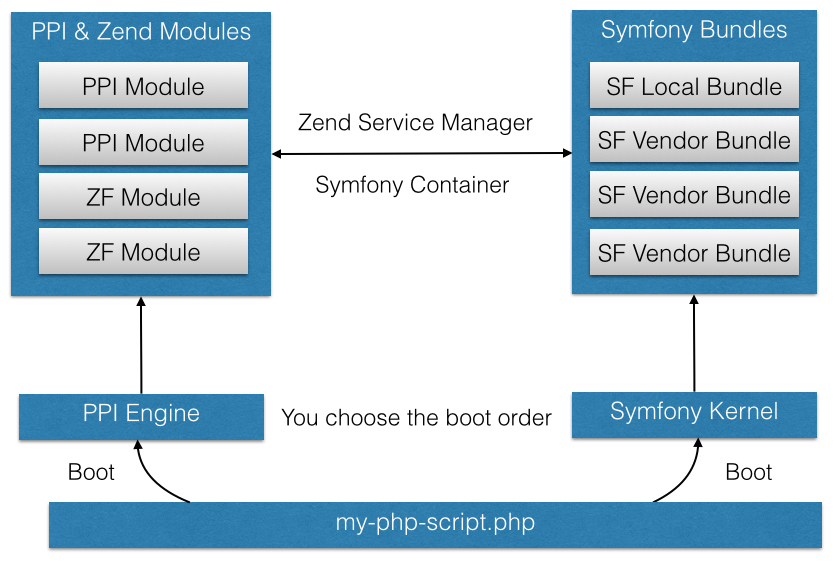 PPI & Zend Modules
PPI Module
PPI Module
ZF Module
ZF Module
Zend Service Manager
Symfony Container
Symfony Bundles
SF Local Bundle
SF Vendor Bundle
SF Vendor Bundle
SF Vendor Bundle
PPI Engine
You choose the boot order
Symfony Kernel
Boot
Boot
my-php-script.php